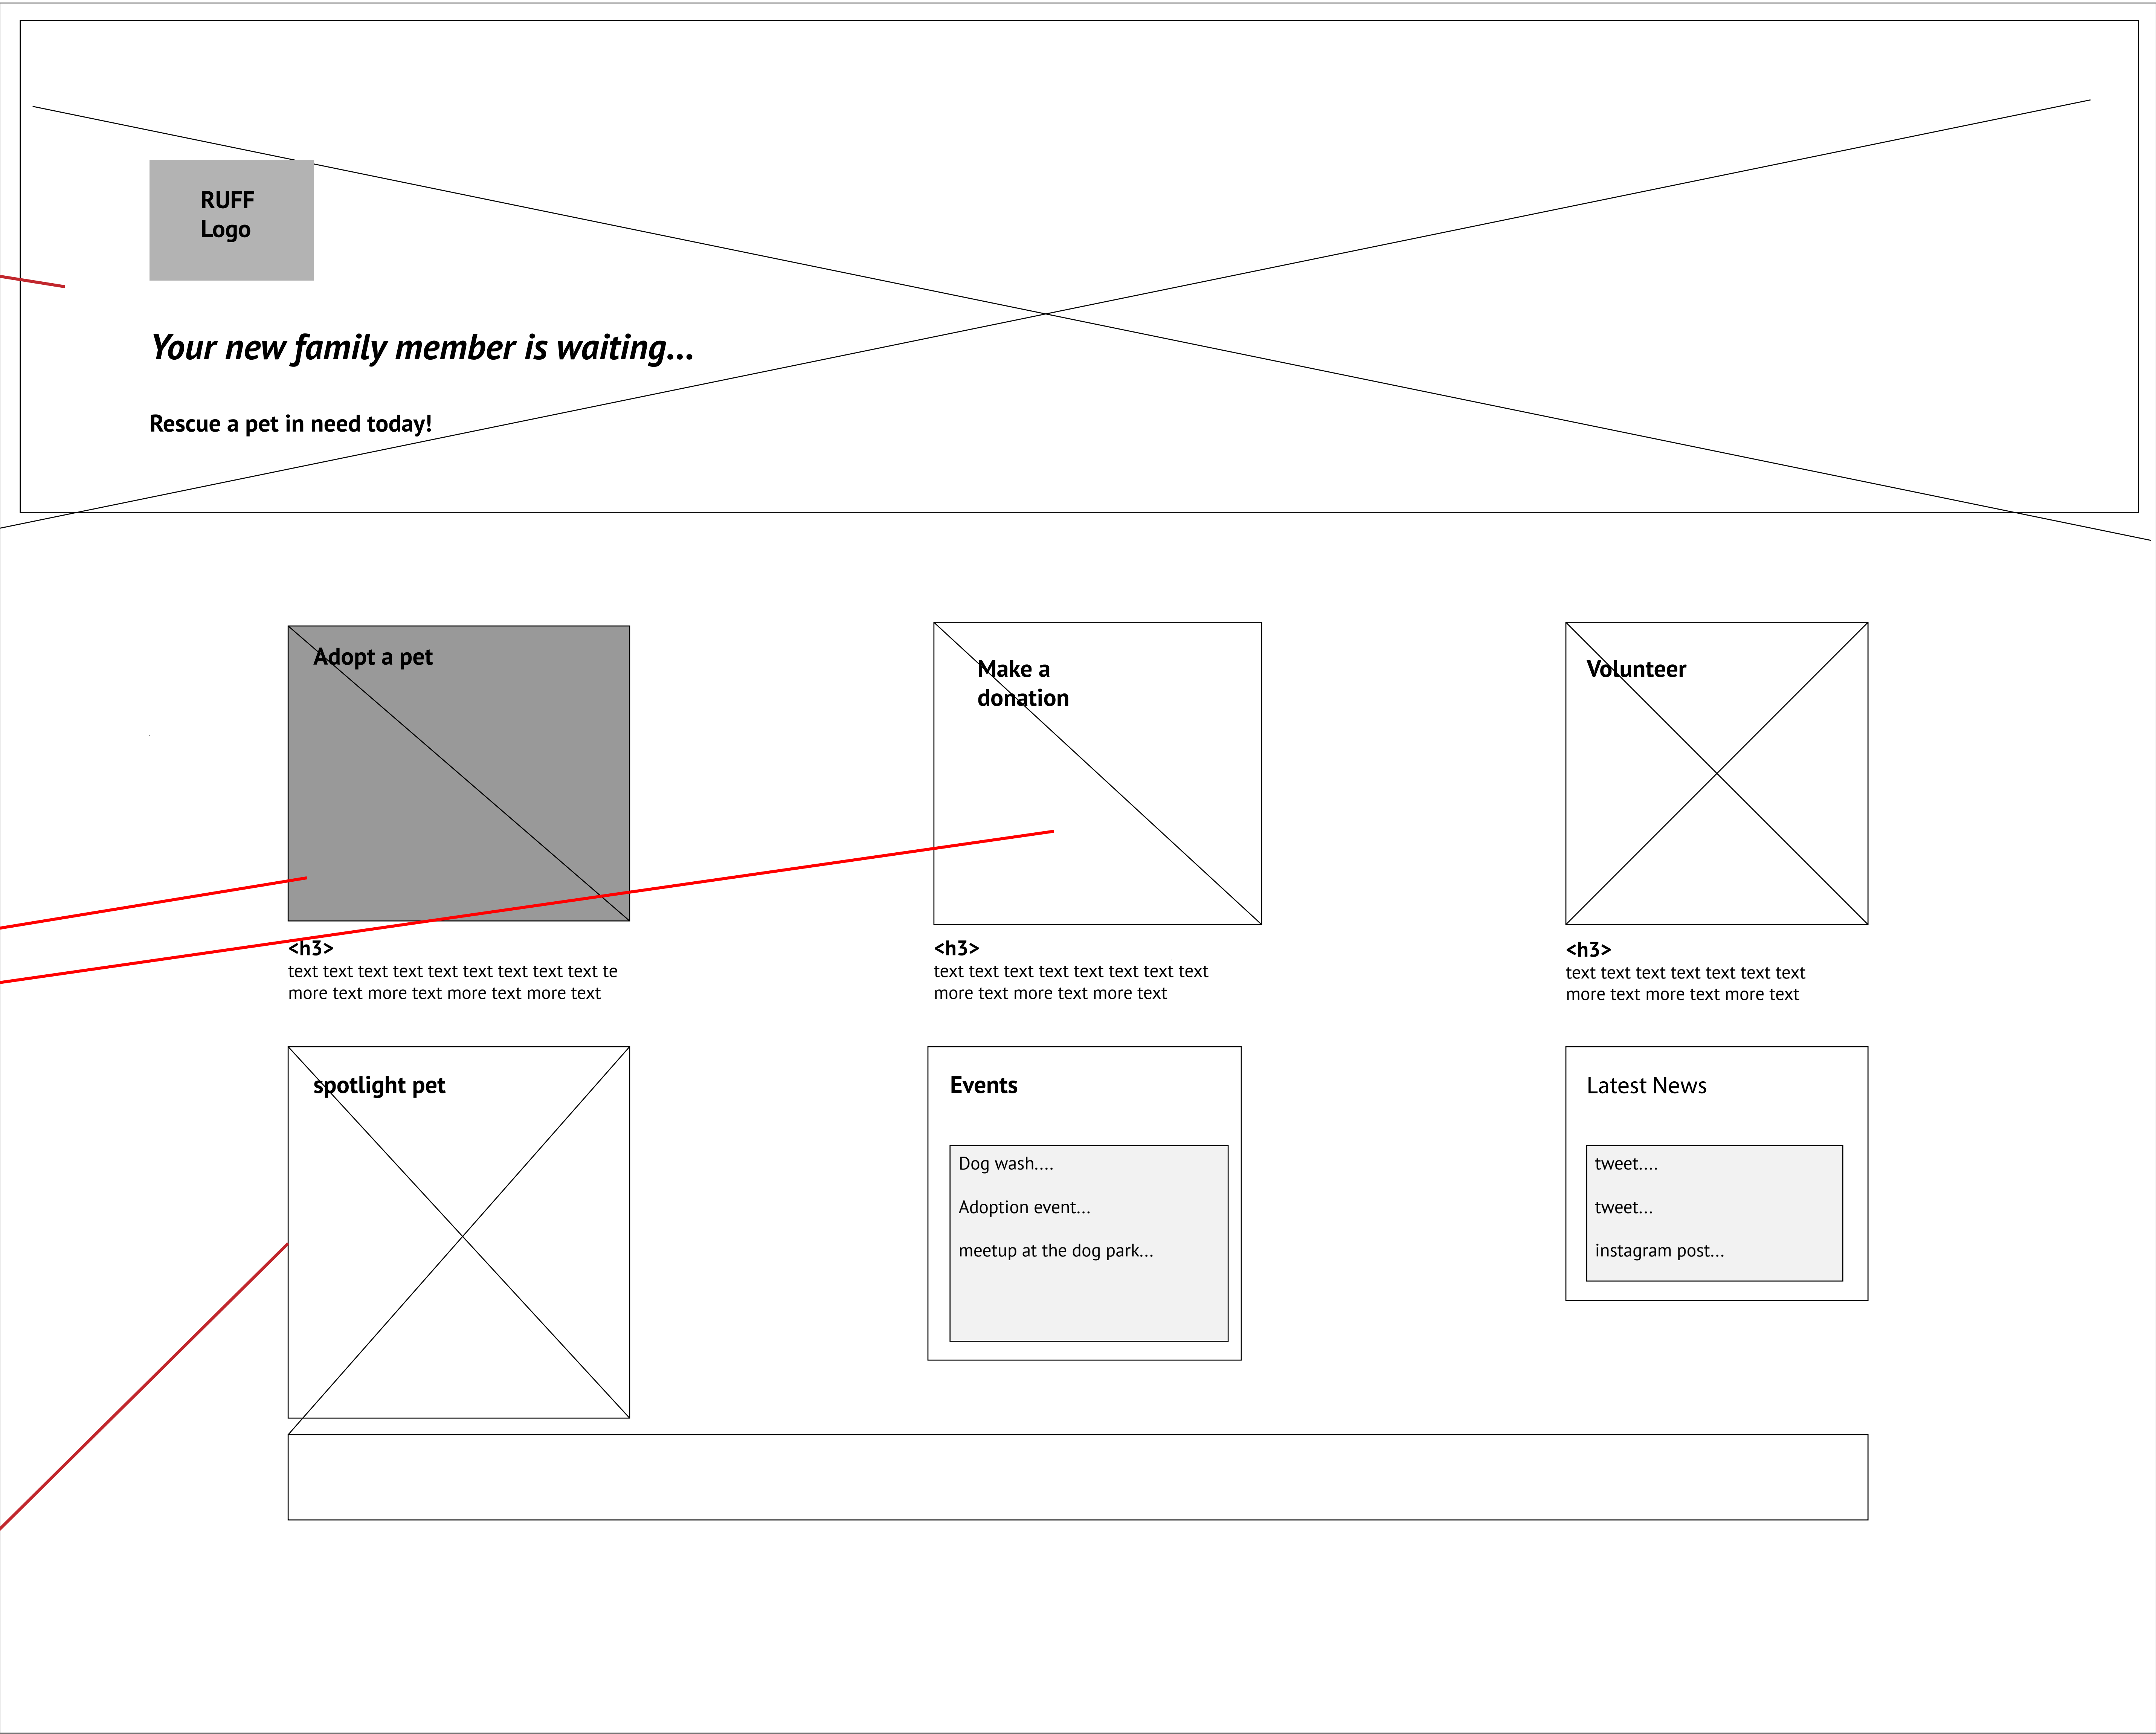 RUFF
Logo
Your new family member is waiting...
Rescue a pet in need today!
Adopt a pet
Make a
donation
Volunteer
<h3>
text text text text text text text text text te
more text more text more text more text
<h3>
text text text text text text text text
more text more text more text
<h3>
text text text text text text text
more text more text more text
spotlight pet
Events
Dog wash....
Adoption event...
meetup at the dog park...
Latest News
tweet....
tweet...
instagram post...